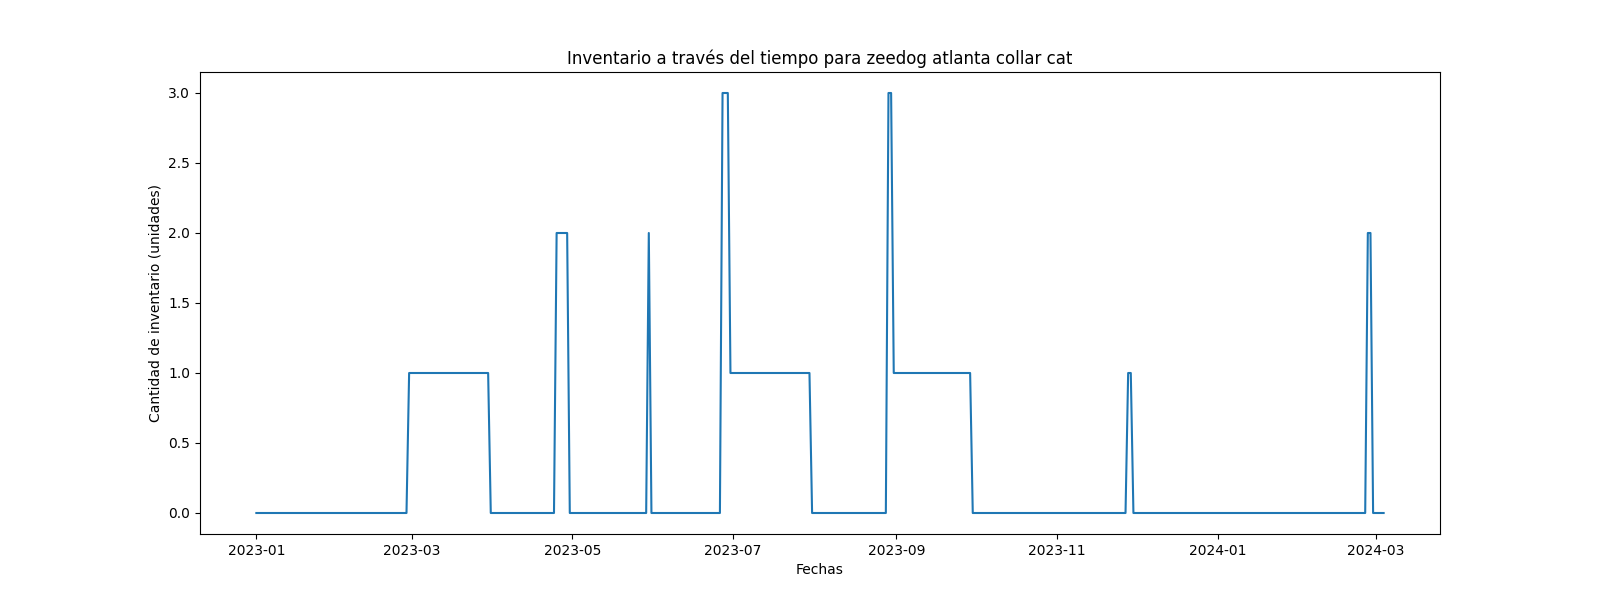 Inventario a través del tiempo para zeedog atlanta collar cat
Cantidad de inventario (unidades)
3.0
2.5
2.0
1.5
1.0
0.5
0.0
2023-01 2023-03 2023-05 2023-07 2023-09 2023-11 2024-01 2024-03
Fechas